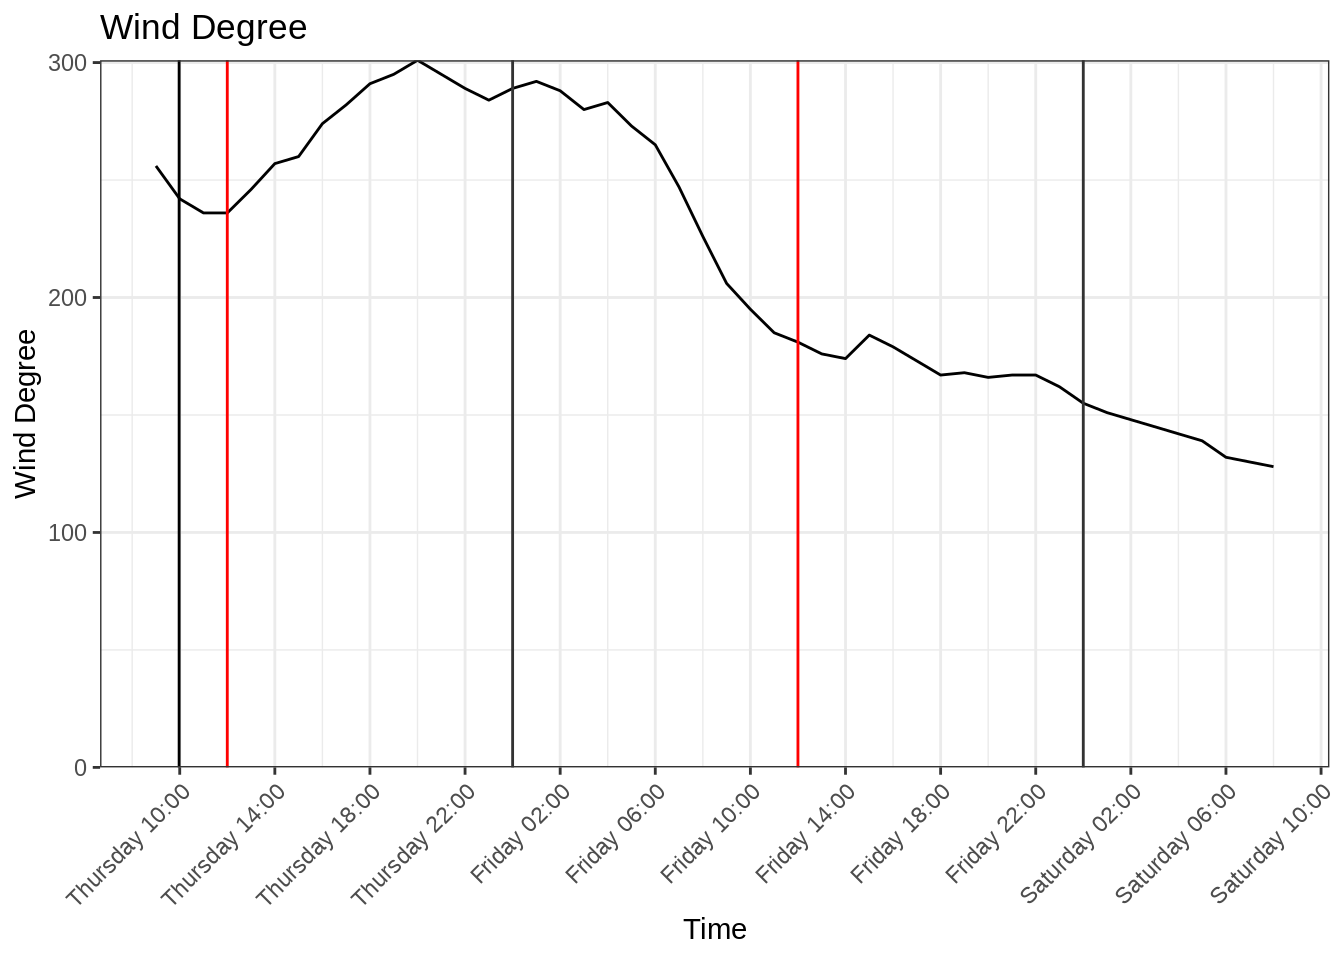 Wind Degree
300
200
100
0
Wind Degree
Thursday 10:00
Thursday 14:00
Thursday 18:00
Thursday 22:00
Friday 02:00
Friday 06:00
Friday 10:00
Friday 14:00
Friday 18:00
Friday 22:00
Saturday 02:00
Saturday 06:00
Saturday 10:00
Time